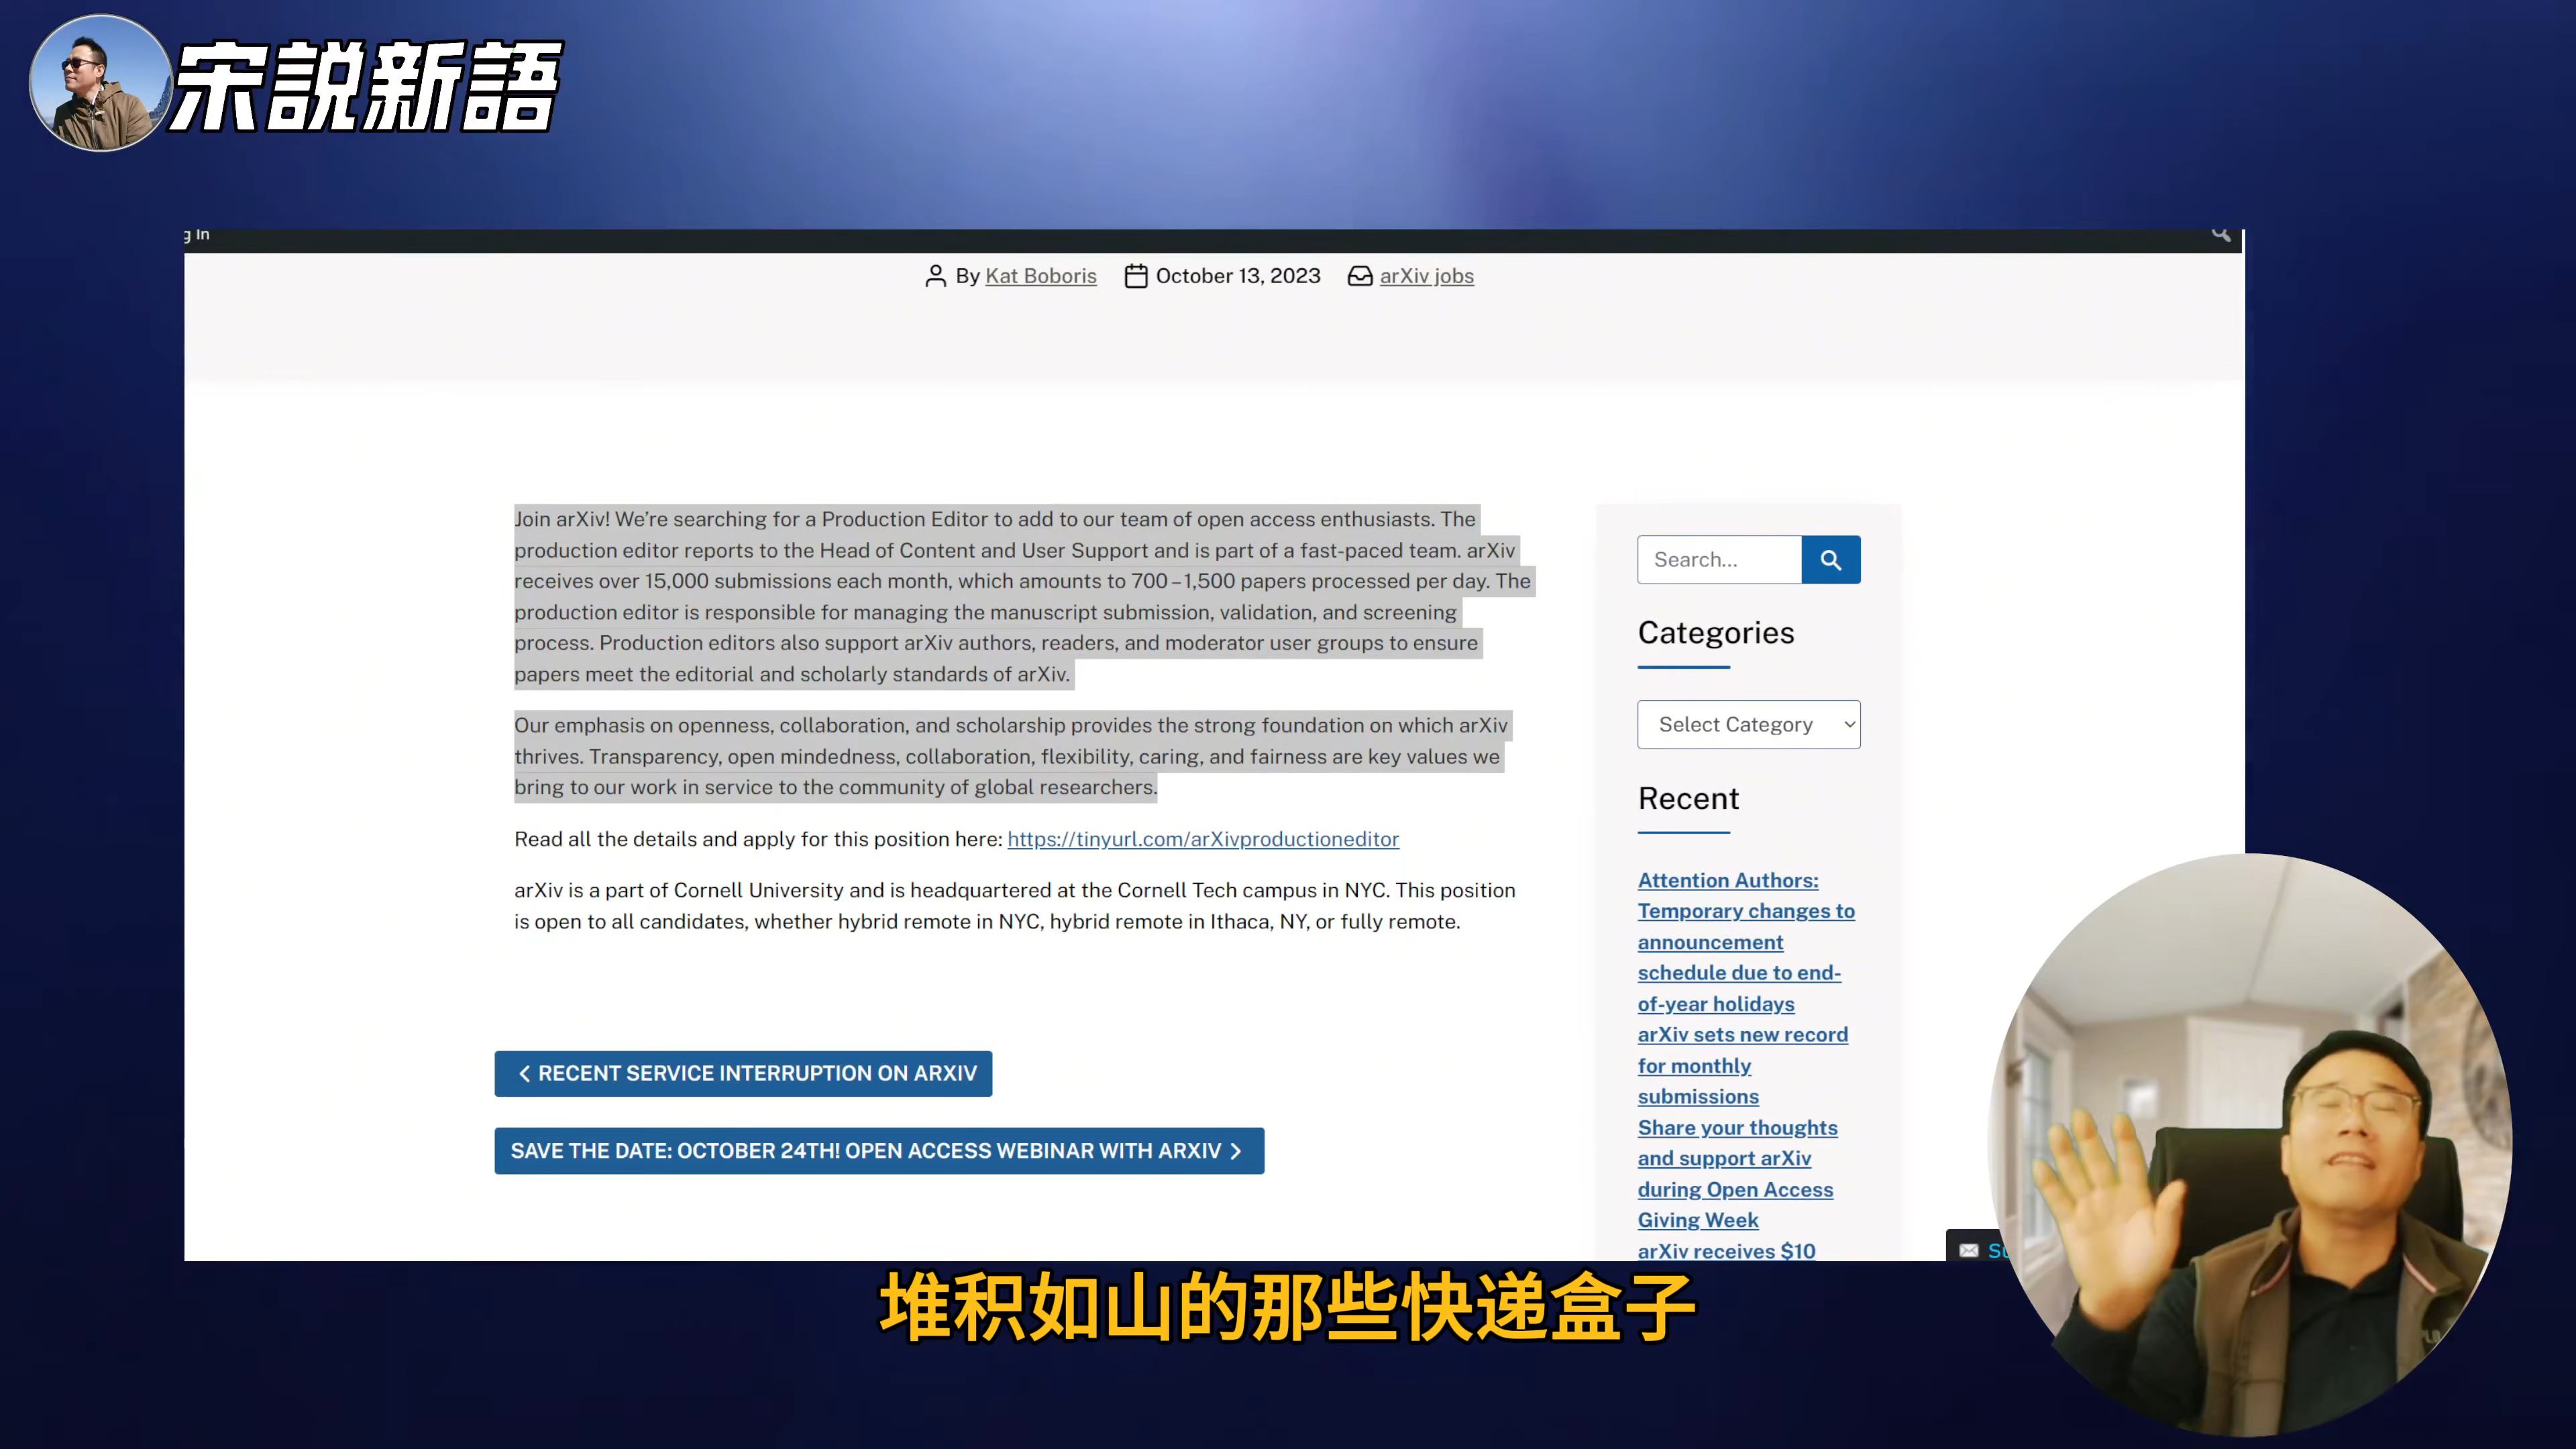 宋説新語
g In
By Kat Boboris October 13, 2023 arXiv jobs
Join arXiv! We’re searching for a Production Editor to add to our team of open access enthusiasts. The
production editor reports to the Head of Content and User Support and is part of a fast-paced team. arXiv
receives over 15,000 submissions each month, which amounts to 700–1,500 papers processed per day. The
production editor is responsible for managing the manuscript submission, validation, and screening
process. Production editors also support arXiv authors, readers, and moderator user groups to ensure
papers meet the editorial and scholarly standards of arXiv.
Our emphasis on openness, collaboration, and scholarship provides the strong foundation on which arXiv
thrives. Transparency, open mindedness, collaboration, flexibility, caring, and fairness are key values we
bring to our work in service to the community of global researchers.
Read all the details and apply for this position here: https://tinyurl.com/arXivproductioneditor
arXiv is a part of Cornell University and is headquartered at the Cornell Tech campus in NYC. This position
is open to all candidates, whether hybrid remote in NYC, hybrid remote in Ithaca, NY, or fully remote.
RECENT SERVICE INTERRUPTION ON ARXIV
SAVE THE DATE: OCTOBER 24TH! OPEN ACCESS WEBINAR WITH ARXIV
Search...
Categories
Select Category
Recent
Attention Authors:
Temporary changes to
announcement
schedule due to end-
of-year holidays
arXiv sets new record
for monthly
submissions
Share your thoughts
and support arXiv
during Open Access
Giving Week
arXiv receives $10
堆积如山的那些快递盒子